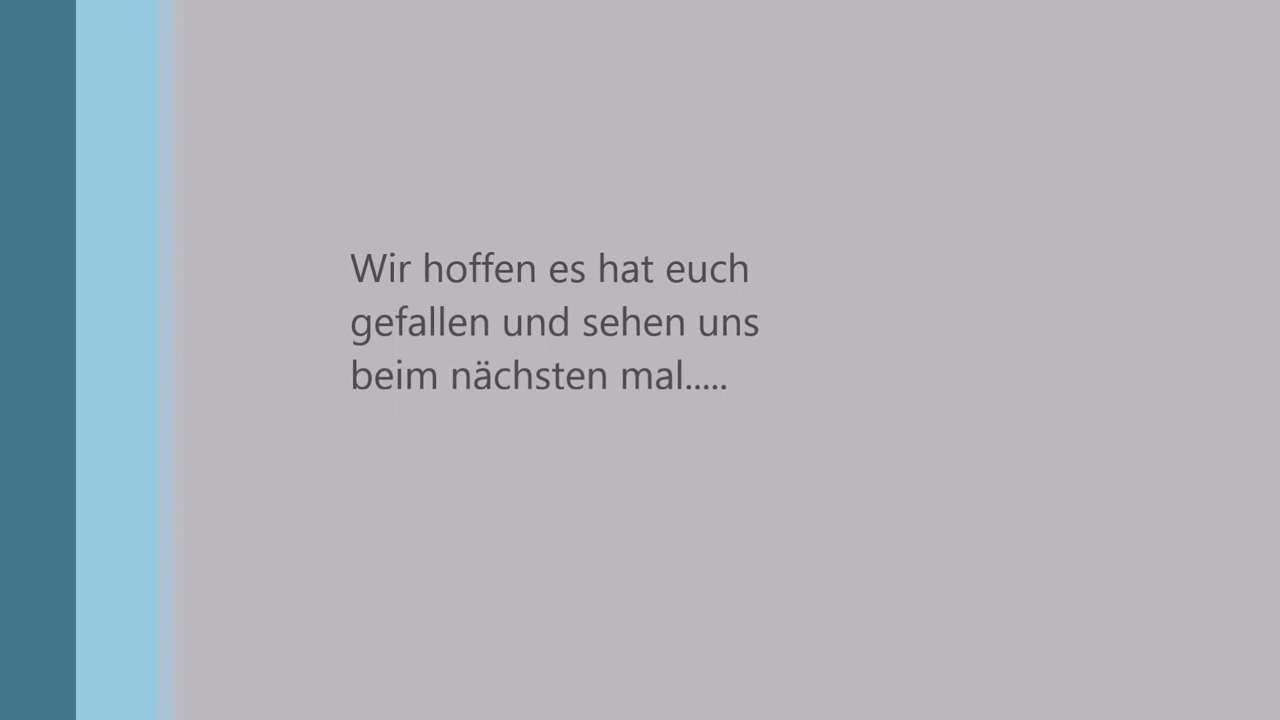 Wir hoffen es hat euch
gefallen und sehen uns
beim nächsten mal.....